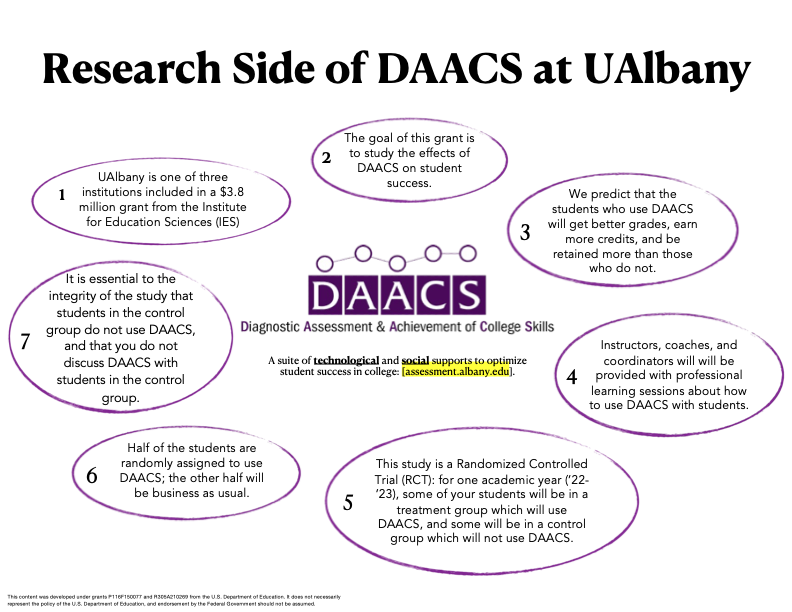 Research Side of DAACS at UAlbany
1
UAlbany is one of three
institutions included in a $3.8
million grant from the Institute
for Education Sciences (IES)
2
The goal of this grant is
to study the effects of
DAACS on student
success.
3
We predict that the
students who use DAACS
will get better grades, earn
more credits, and be
retained more than those
who do not.
4
Instructors, coaches, and
coordinators will will be
provided with professional
learning sessions about how
to use DAACS with students.
5
This study is a Randomized Controlled
Trial (RCT): for one academic year ('22-
'23), some of your students will be in a
treatment group which will use
DAACS, and some will be in a control
group which will not use DAACS.
6
Half of the students are
randomly assigned to use
DAACS; the other half will
be business as usual.
7
It is essential to the
integrity of the study that
students in the control
group do not use DAACS,
and that you do not
discuss DAACS with
students in the control
group.
DAACS
Diagnostic Assessment & Achievement of College Skills
A suite of technological and social supports to optimize
student success in college: [assessment.albany.edu].
This content was developed under grants P116F150077 and R305A210269 from the U.S. Department of Education. It does not necessarily
represent the policy of the U.S. Department of Education, and endorsement by the Federal Government should not be assumed.